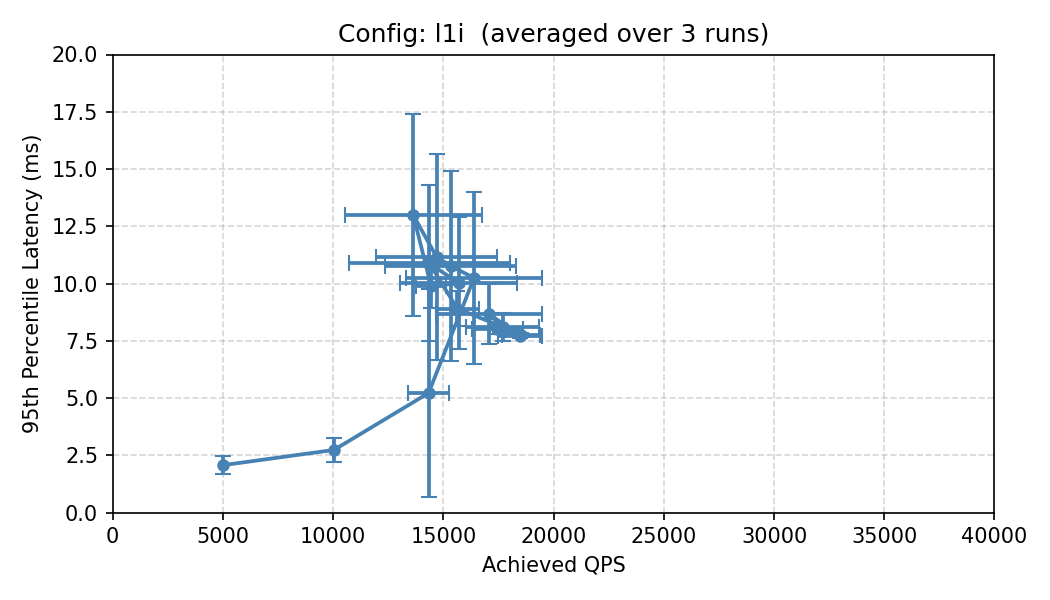 Config: l1i  (averaged over 3 runs)
95th Percentile Latency (ms)
20.0
17.5
15.0
12.5
10.0
7.5
5.0
2.5
0.0
0 5000 10000 15000 20000 25000 30000 35000 40000
Achieved QPS